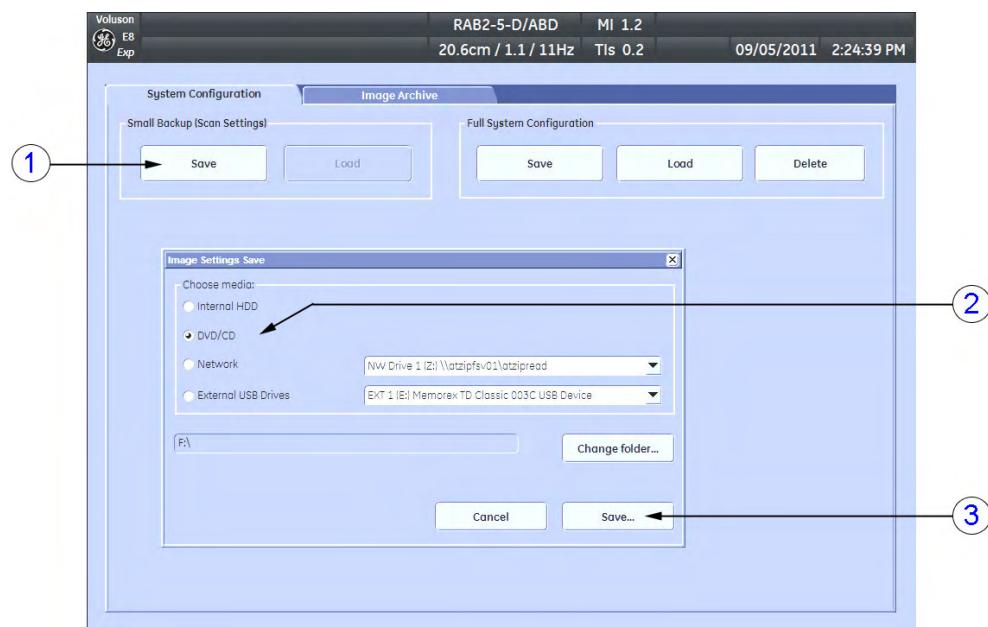 Voluson
E8
Exp
RAB2-5-D/ABD MI 1.2
20.6cm / 1.1 / 11Hz TIs 0.2 09/05/2011 2:24:39 PM
System Configuration Image Archive
Small Backup (Scan Settings) Full System Configuration
1 Save Load Save Load Delete
Image Settings Save
Choose media:
Internal HDD
2
DVD/CD
Network NW Drive 1 (Z:) \\atzipfsv01\atzipread
External USB Drives EXT 1 (E:) Memorex TD Classic 003C USB Device
F:\
Change folder...
Cancel Save... 3